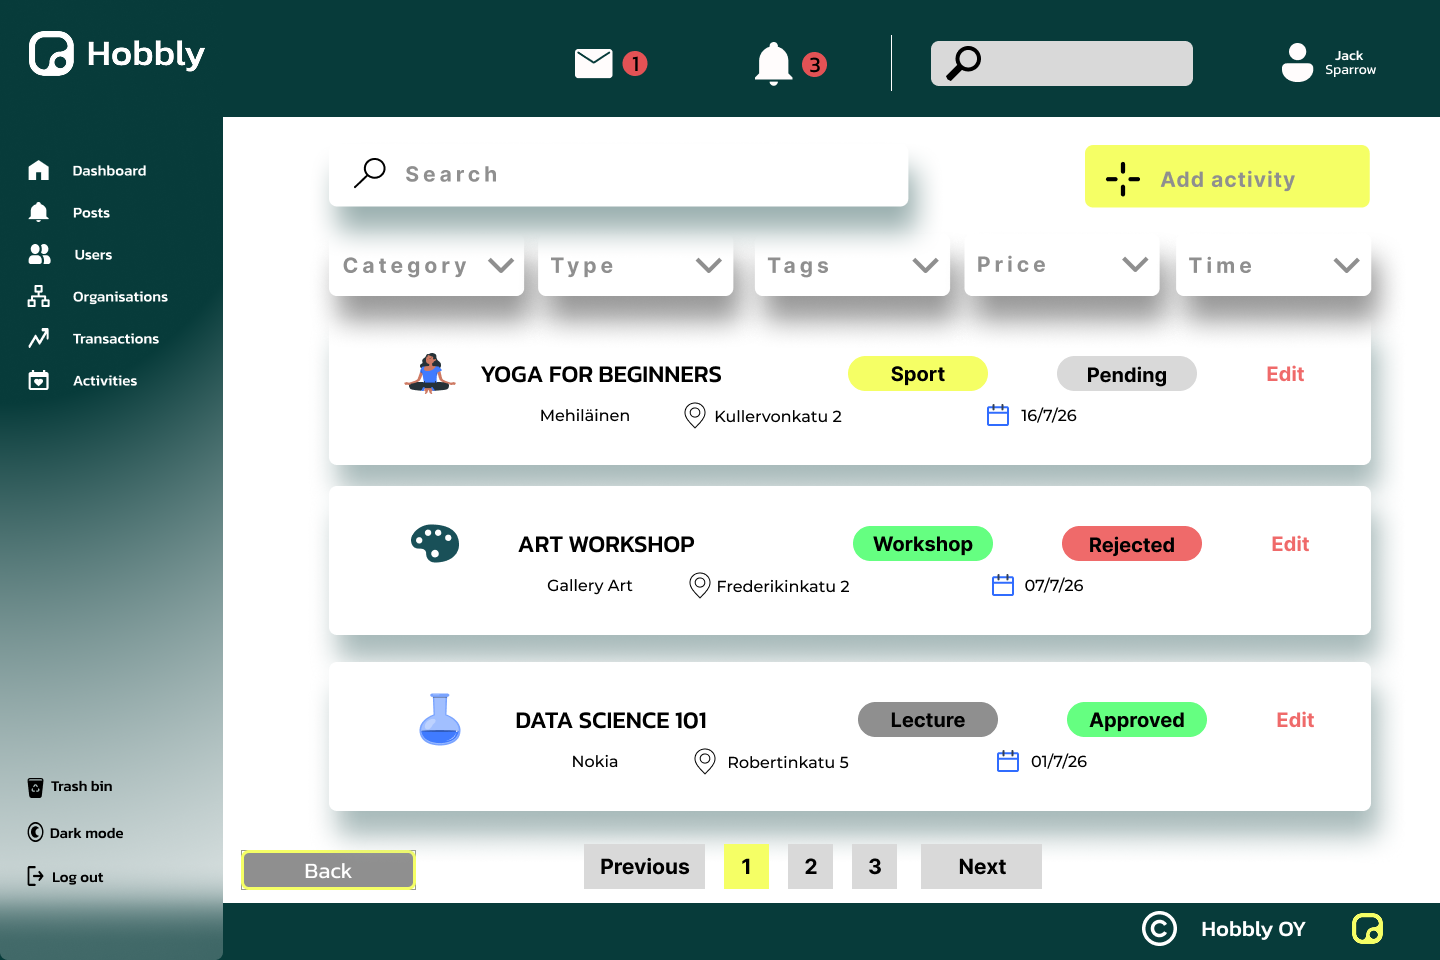 Hobbly
1
3
Jack
Sparrow
Dashboard
Posts
Users
Organisations
Transactions
Activities
Trash bin
Dark mode
Log out
Search
Add activity
Category
Type
Tags
Price
Time
YOGA FOR BEGINNERS
Sport
Pending
Edit
Mehiläinen
Kullervonkatu 2
16/7/26
ART WORKSHOP
Workshop
Rejected
Edit
Gallery Art
Frederikinkatu 2
07/7/26
DATA SCIENCE 101
Lecture
Approved
Edit
Nokia
Robertinkatu 5
01/7/26
Back
Previous
1
2
3
Next
© Hobbly OY